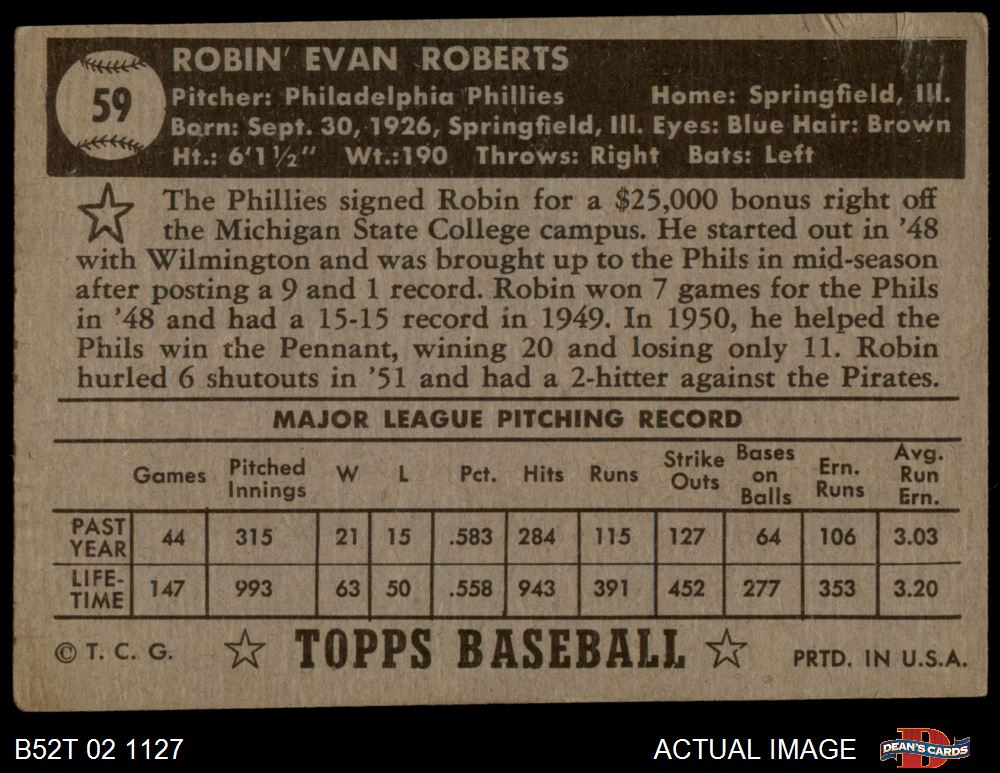 59
ROBIN' EVAN ROBERTS
Pitcher: Philadelphia Phillies Home: Springfield, Ill.
Born: Sept. 30, 1926, Springfield, Ill. Eyes: Blue Hair: Brown
Ht.: 6'1½" Wt.:190 Throws: Right Bats: Left
The Phillies signed Robin for a $25,000 bonus right off
the Michigan State College campus. He started out in '48
with Wilmington and was brought up to the Phils in mid-season
after posting a 9 and 1 record. Robin won 7 games for the Phils
in '48 and had a 15-15 record in 1949. In 1950, he helped the
Phils win the Pennant, wining 20 and losing only 11. Robin
hurled 6 shutouts in '51 and had a 2-hitter against the Pirates.
MAJOR LEAGUE PITCHING RECORD
Games Pitched Innings W L Pct. Hits Runs Strike Outs Bases on Balls Ern. Runs Avg. Run Ern.
PAST YEAR 44 315 21 15 .583 284 115 127 64 106 3.03
LIFE-TIME 147 993 63 50 .558 943 391 452 277 353 3.20
© T. C. G. TOPPS BASEBALL PRTD. IN U.S.A.
B52T 02 1127 ACTUAL IMAGE DEAN'S CARDS